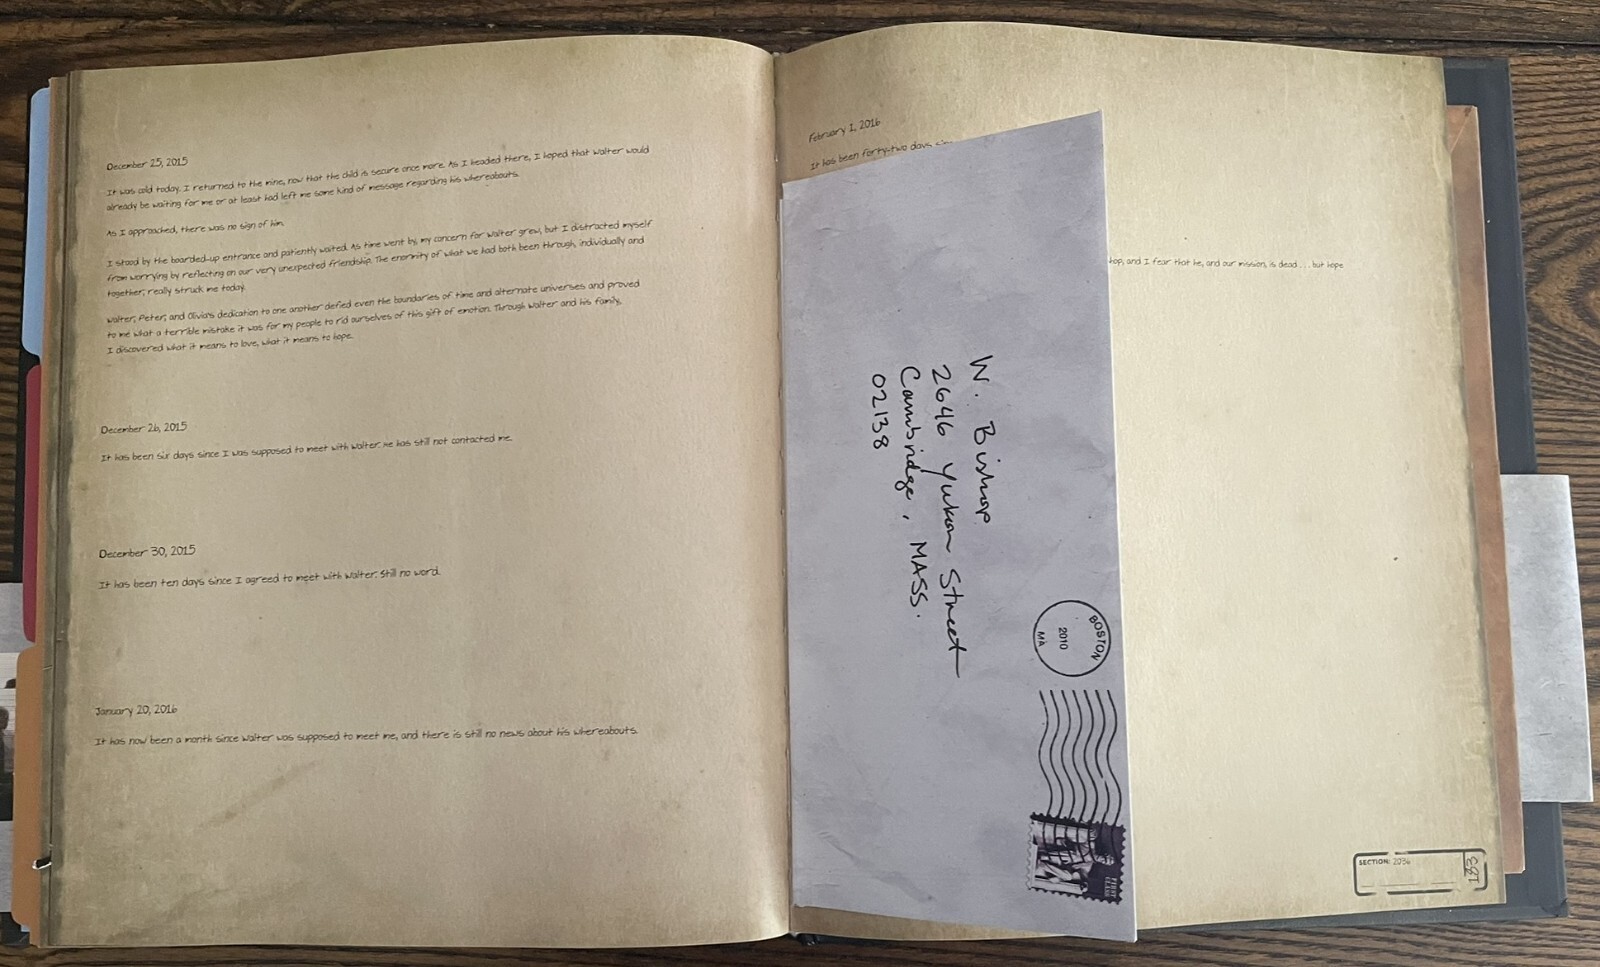 December 25, 2015
It was cold today. I returned to the mine, now that the child is secure once more. As I headed there, I hoped that Walter would
already be waiting for me or at least had left me some kind of message regarding his whereabouts.
As I approached, there was no sign of him.
I stood by the boarded-up entrance and patiently waited. As time went by, my concern for Walter grew, but I distracted myself
from worrying by reflecting on our very unexpected friendship. The enormity of what we had both been through, individually and
together, really struck me today.
Walter, Peter, and Olivia's dedication to one another defied even the boundaries of time and alternate universes and proved
to me what a terrible mistake it was for my people to rid ourselves of this gift of emotion. Through Walter and his family,
I discovered what it means to love, what it means to hope.
December 26, 2015
It has been six days since I was supposed to meet with Walter. He has still not contacted me.
December 30, 2015
It has been ten days since I agreed to meet with Walter. Still no word.
January 20, 2016
It has now been a month since Walter was supposed to meet me, and there is still no news about his whereabouts.
February 1, 2016
It has been forty-two days
hop, and I fear that he, and our mission, is dead . . . but hope
W. Bishop
2646 Yukon Street
Cambridge, MASS.
02138
BOSTON
2010
MA
FIRST
CLASS
SECTION: 2036
183